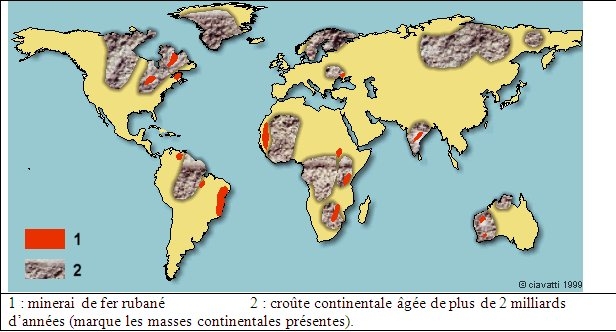 1
2
© ciavatti 1999
1 : minerai de fer rubané 2 : croûte continentale âgée de plus de 2 milliards
d’années (marque les masses continentales présentes).